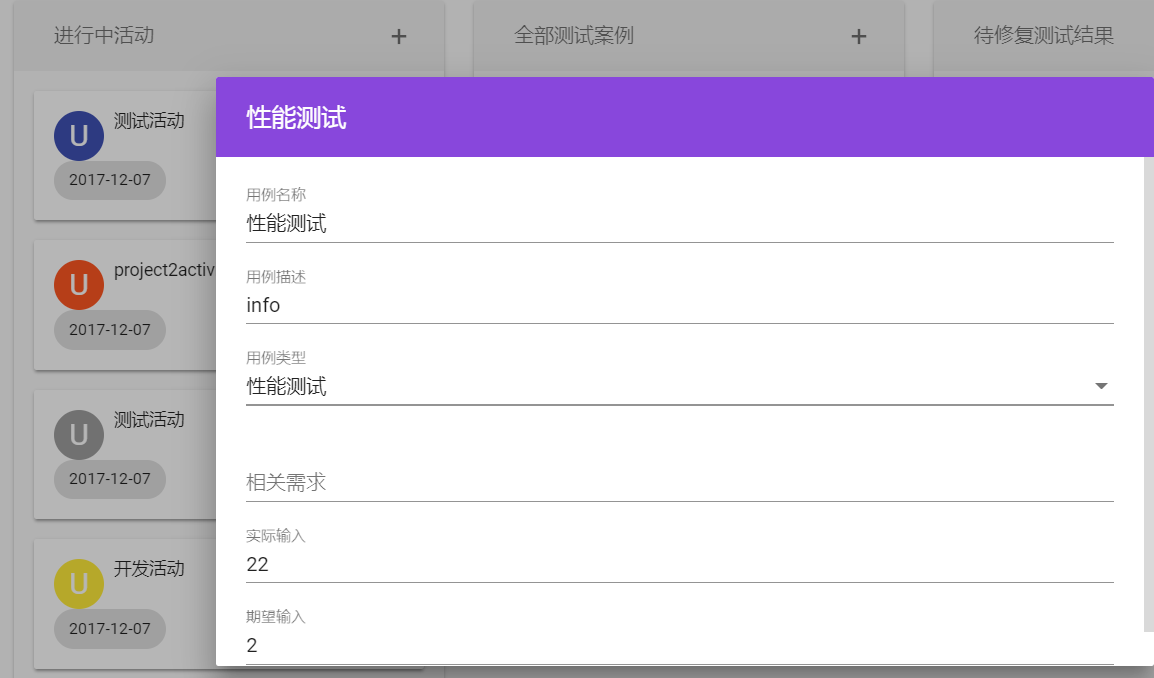 进行中活动 +
全部测试案例 +
待修复测试结果
U 测试活动
2017-12-07
U project2activ
2017-12-07
U 测试活动
2017-12-07
U 开发活动
2017-12-07
性能测试
用例名称
性能测试
用例描述
info
用例类型
性能测试
相关需求
实际输入
22
期望输入
2